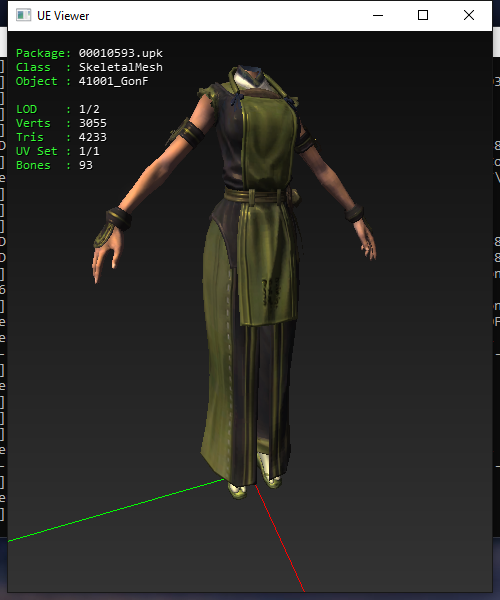 UE Viewer
Package: 00010593.upk
Class : SkeletalMesh
Object : 41001_GonF
LOD : 1/2
Verts : 3055
Tris : 4233
UV Set : 1/1
Bones : 93